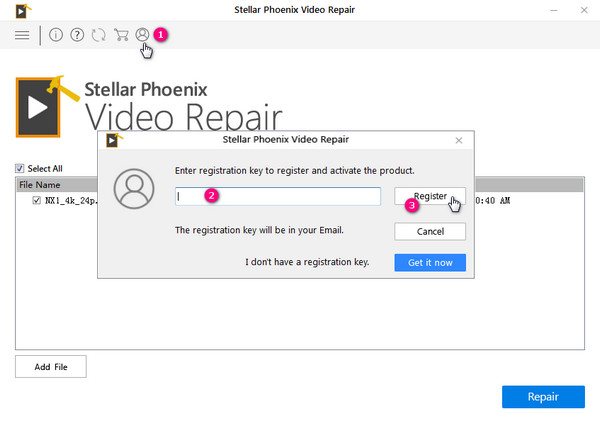 Stellar Phoenix Video Repair
1
Stellar Phoenix
Video Repair
Stellar Phoenix Video Repair
Enter registration key to register and activate the product.
2
Register
3
The registration key will be in your Email.
Cancel
I don't have a registration key.
Get it now
Select All
File Name
NX1_4k_24p.
0:40 AM
Add File
Repair